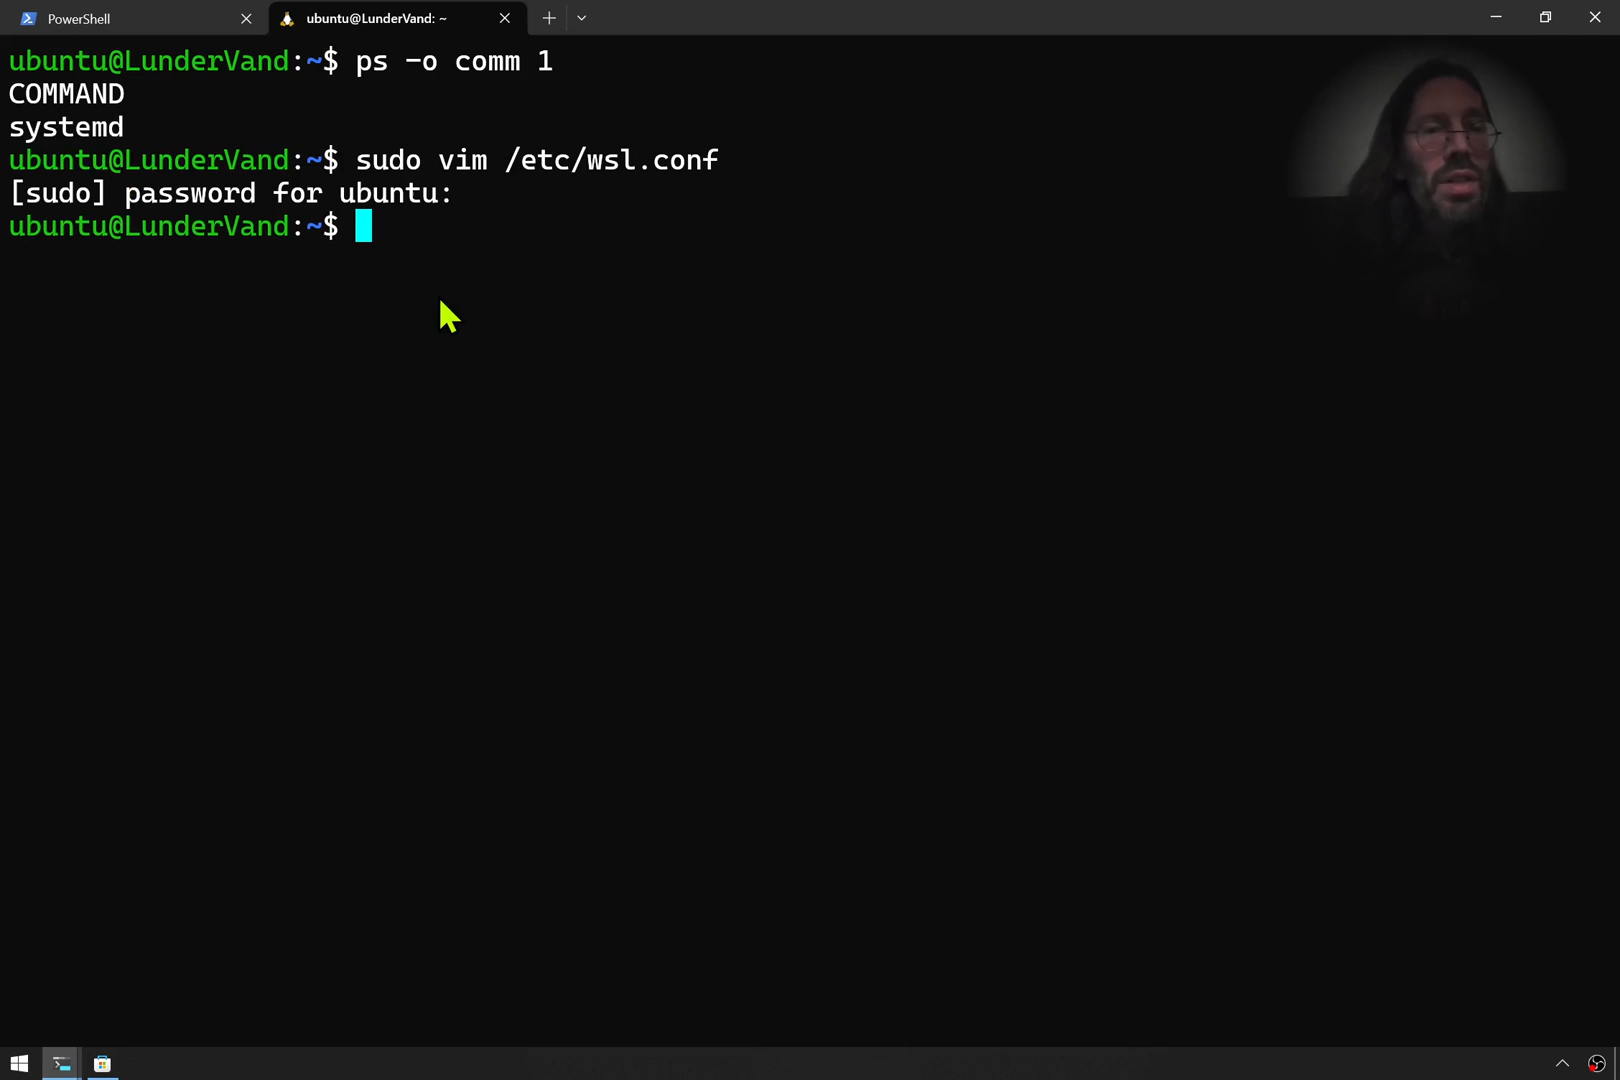 PowerShell
ubuntu@LunderVand: ~
ubuntu@LunderVand:~$ ps -o comm 1
COMMAND
systemd
ubuntu@LunderVand:~$ sudo vim /etc/wsl.conf
[sudo] password for ubuntu:
ubuntu@LunderVand:~$